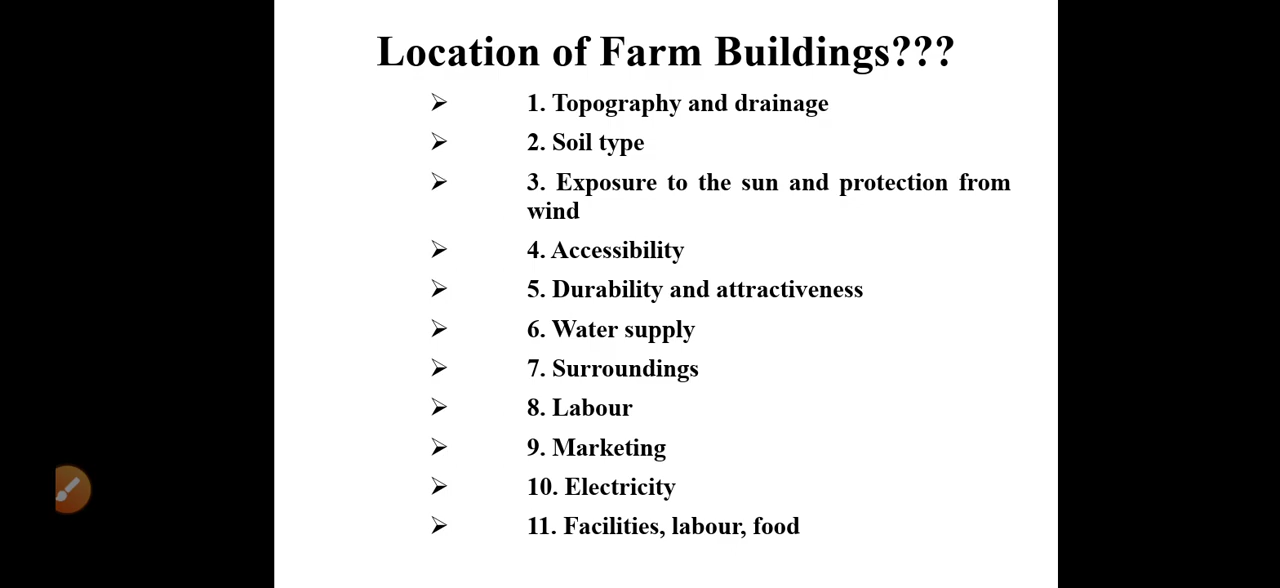 Location of Farm Buildings???
➢ 1. Topography and drainage
➢ 2. Soil type
➢ 3. Exposure to the sun and protection from
wind
➢ 4. Accessibility
➢ 5. Durability and attractiveness
➢ 6. Water supply
➢ 7. Surroundings
➢ 8. Labour
➢ 9. Marketing
➢ 10. Electricity
➢ 11. Facilities, labour, food